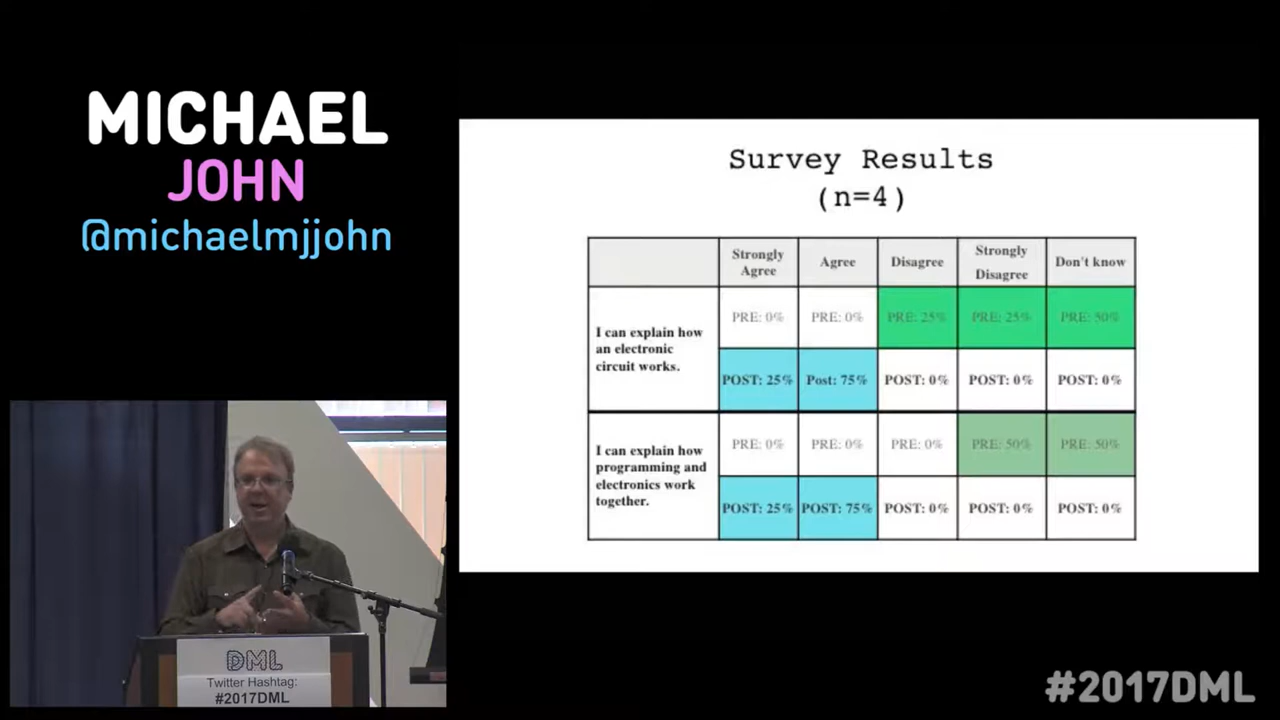 MICHAEL
JOHN
@michaelmjjohn
Survey Results
(n=4)
Strongly Agree
Agree
Disagree
Strongly Disagree
Don't know
I can explain how
an electronic
circuit works.
PRE: 0%
PRE: 0%
PRE: 25%
PRE: 25%
PRE: 50%
POST: 25%
Post: 75%
POST: 0%
POST: 0%
POST: 0%
I can explain how
programming and
electronics work
together.
PRE: 0%
PRE: 0%
PRE: 0%
PRE: 50%
PRE: 50%
POST: 25%
POST: 75%
POST: 0%
POST: 0%
POST: 0%
DML
Twitter Hashtag:
#2017DML
#2017DML